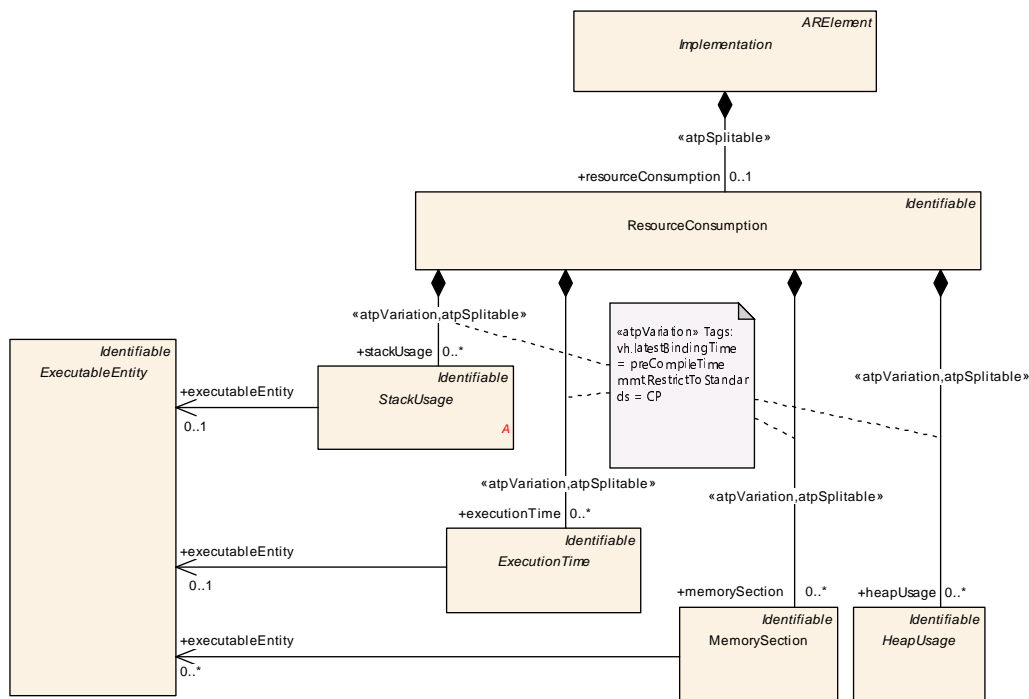 ARElement
Implementation
«atpSplitable»
+resourceConsumption 0..1
Identifiable
ResourceConsumption
«atpVariation,atpSplitable»
«atpVariation» Tags:
vh.latestBindingTime
= preCompileTime
mmt.RestrictToStandar
ds = CP
+stackUsage 0..*
Identifiable
ExecutableEntity
Identifiable
StackUsage
A
+executableEntity
0..1
«atpVariation,atpSplitable»
«atpVariation,atpSplitable»
«atpVariation,atpSplitable»
+executionTime 0..*
Identifiable
ExecutionTime
+executableEntity
0..1
+memorySection 0..*
+heapUsage 0..*
Identifiable
MemorySection
Identifiable
HeapUsage
+executableEntity
0..*